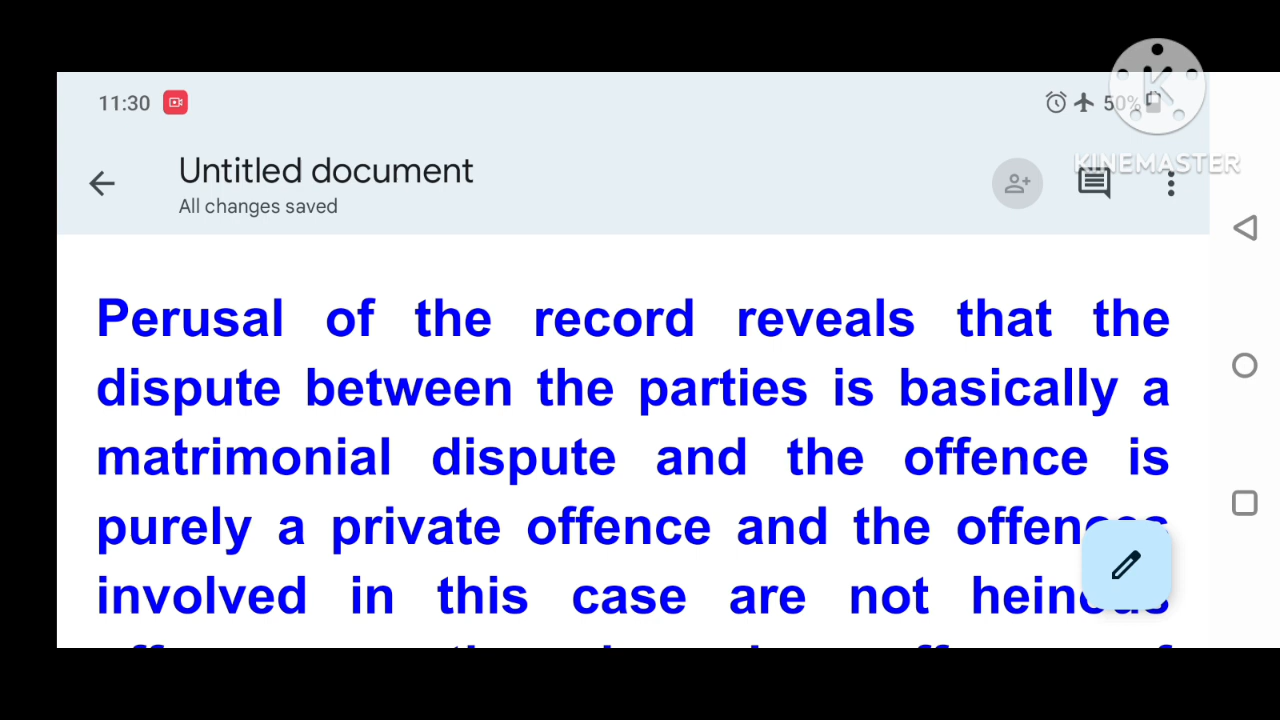 11:30
50%
KINEMASTER
Untitled document
All changes saved
Perusal of the record reveals that the
dispute between the parties is basically a
matrimonial dispute and the offence is
purely a private offence and the offences
involved in this case are not heinous